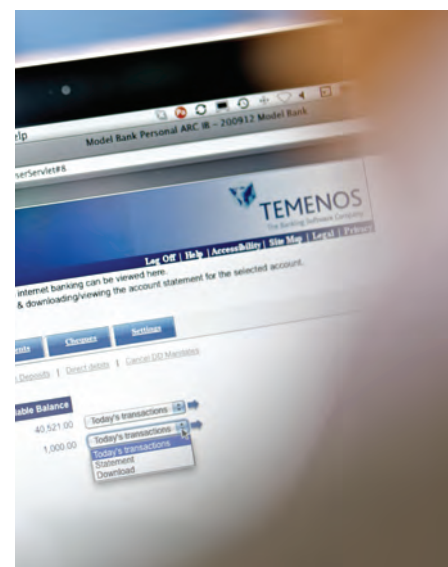 elp
Model Bank Personal ARC IB - 200912 Model Bank
serServlet#8
TEMENOS
The Banking Software Company
Log Off | Help | Accessibility | Site Map | Legal | Privacy
internet banking can be viewed here.
& downloading/viewing the account statement for the selected account.
ents Cheques Settings
Deposits | Direct debits | Cancel DD Mandates
lable Balance
40,521.00 Today's transactions
1,000.00 Today's transactions
Today's transactions
Statement
Download